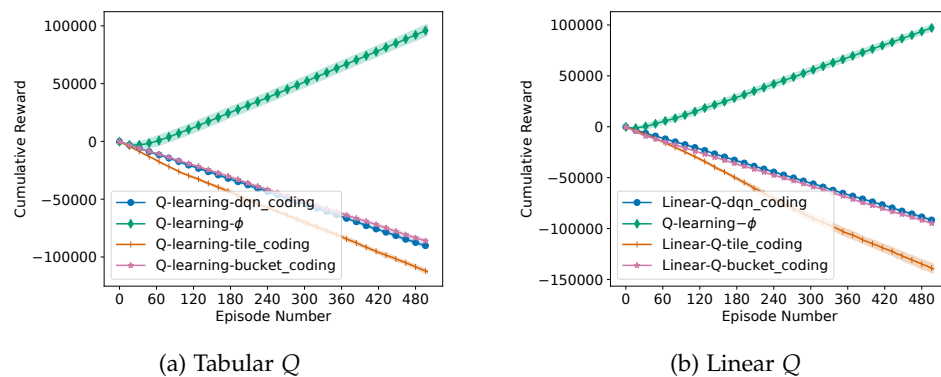 100000
50000
0
−50000
−100000
Cumulative Reward
Q-learning-dqn_coding
Q-learning-ϕ
Q-learning-tile_coding
Q-learning-bucket_coding
0 60 120 180 240 300 360 420 480
Episode Number
(a) Tabular Q
100000
50000
0
−50000
−100000
−150000
Cumulative Reward
Linear-Q-dqn_coding
Q-learning−ϕ
Linear-Q-tile_coding
Linear-Q-bucket_coding
0 60 120 180 240 300 360 420 480
Episode Number
(b) Linear Q